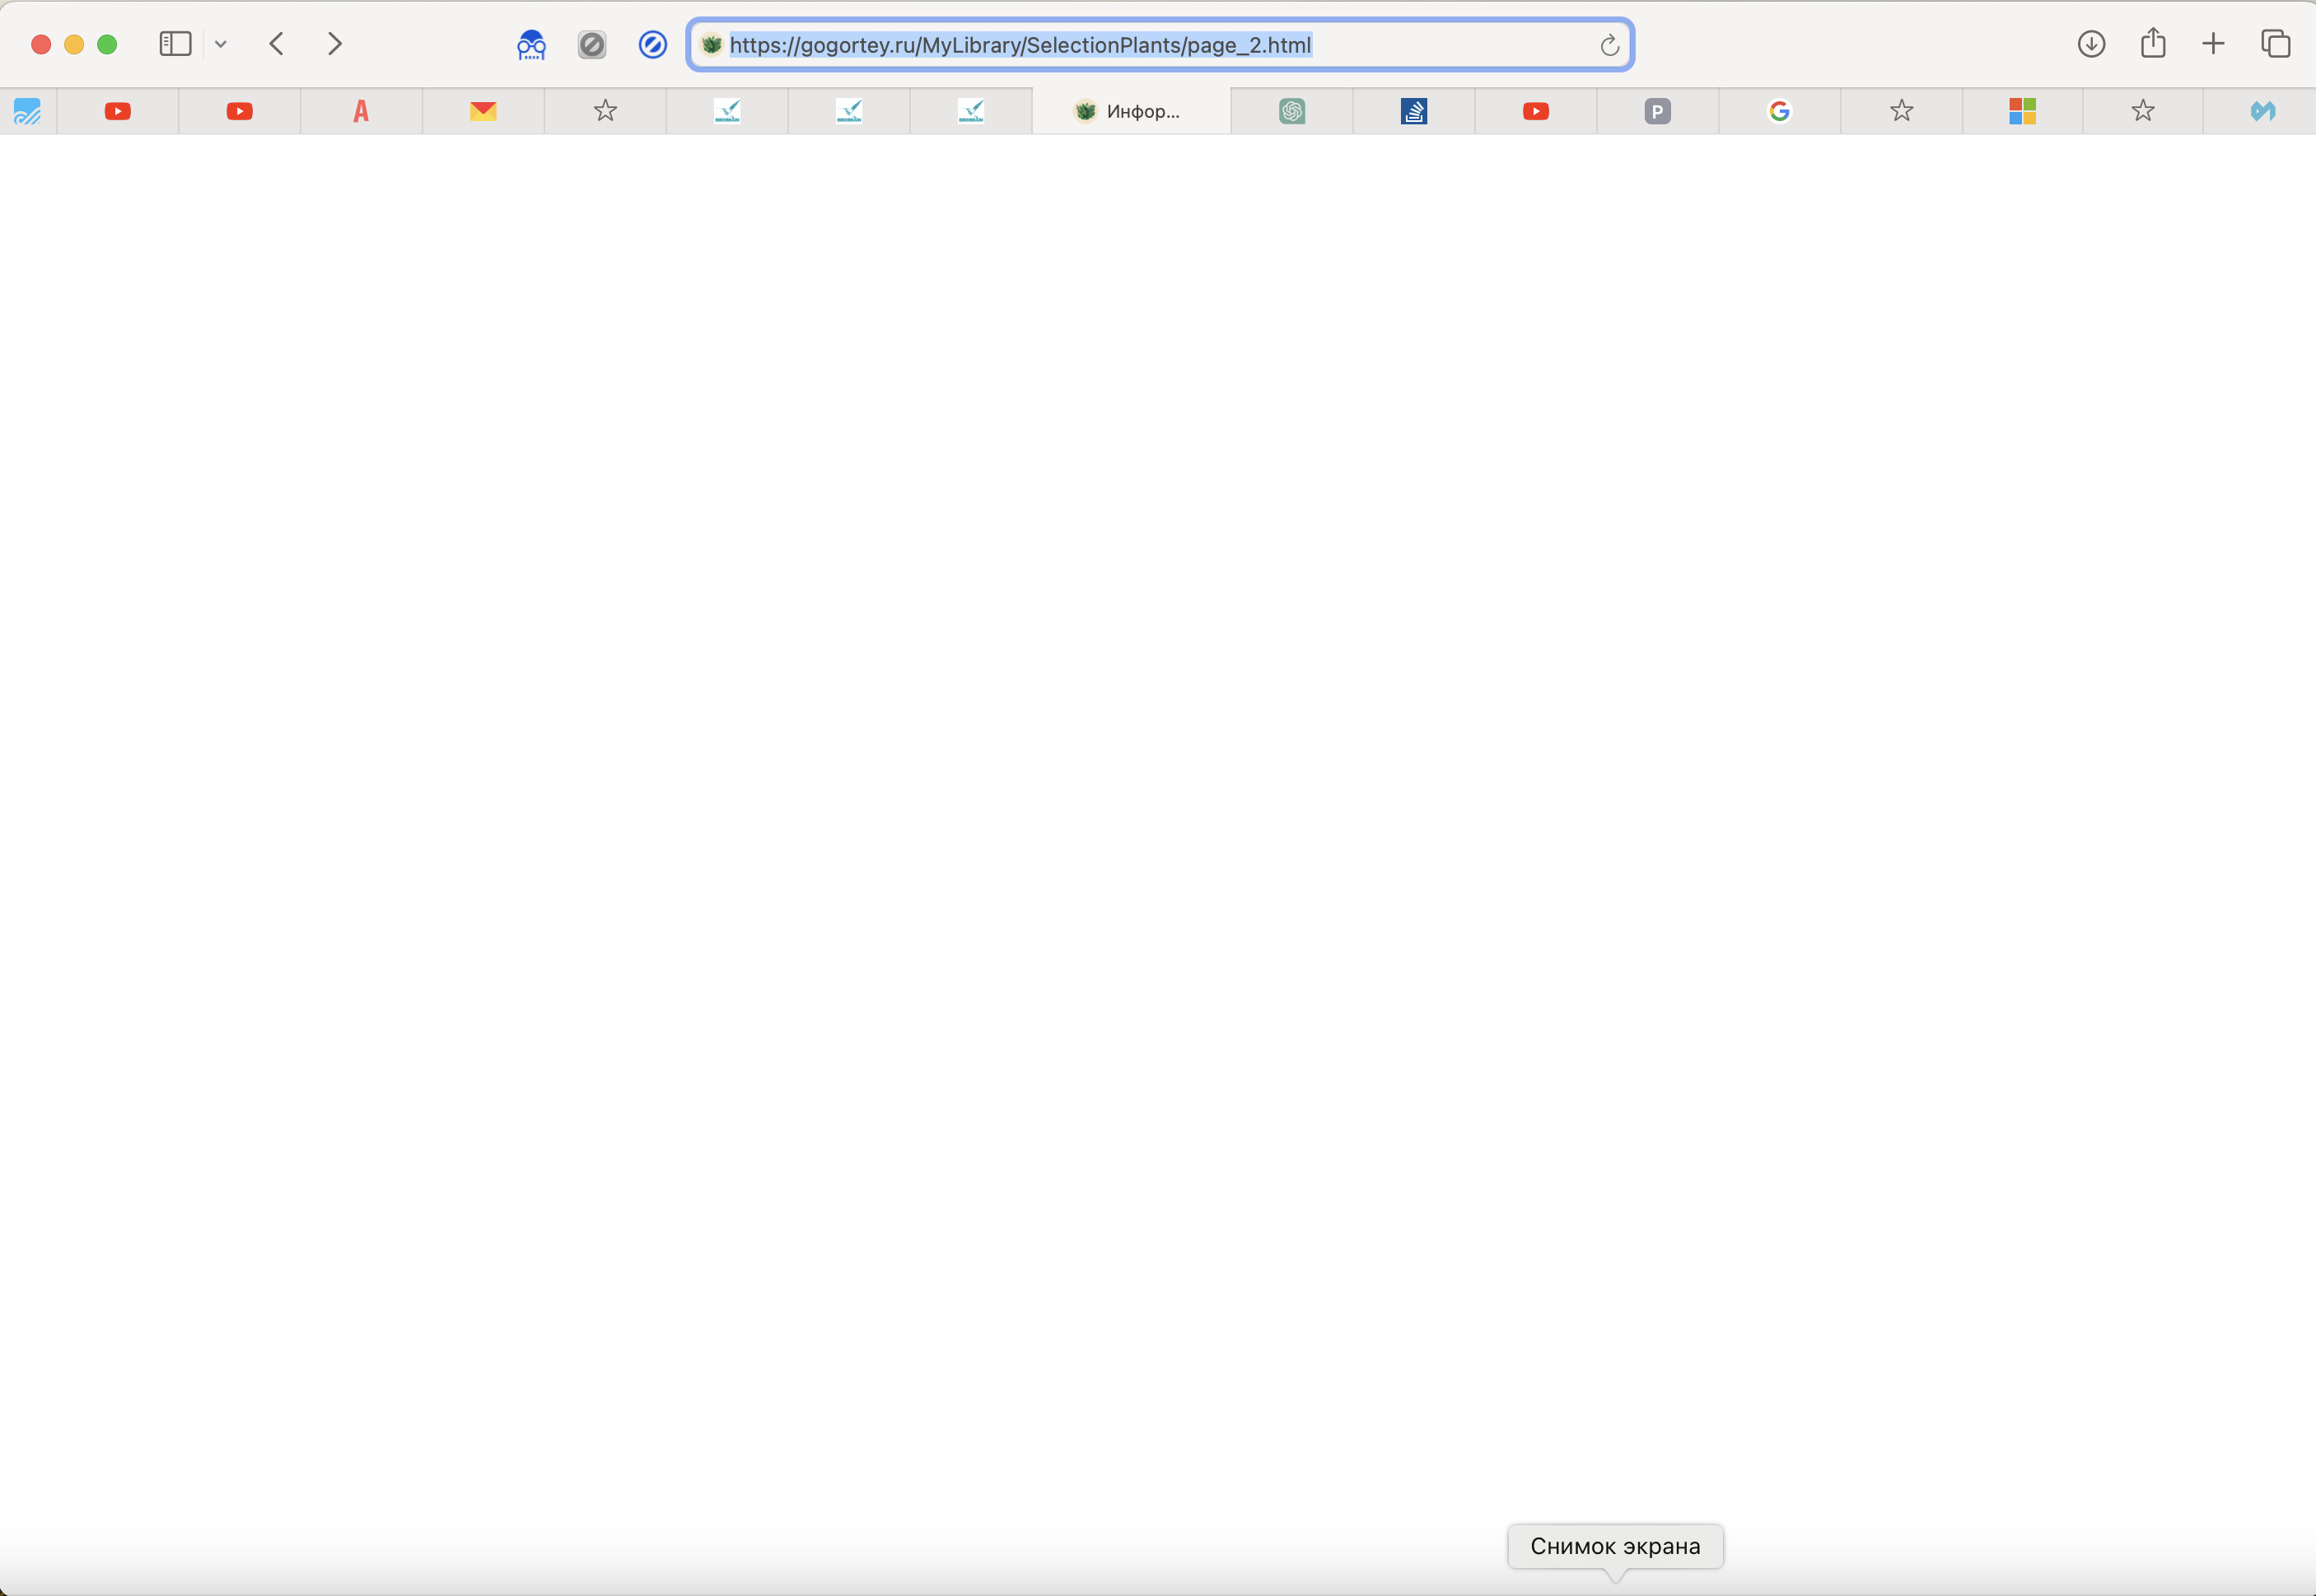 https://gogortey.ru/MyLibrary/SelectionPlants/page_2.html
A
Инфор...
P
G
Снимок экрана